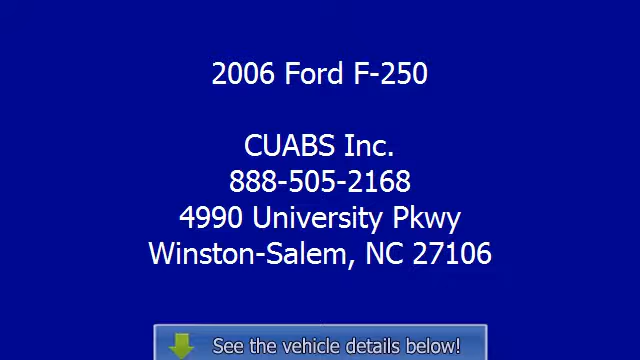 2006 Ford F-250
CUABS Inc.
888-505-2168
4990 University Pkwy
Winston-Salem, NC 27106
See the vehicle details below!